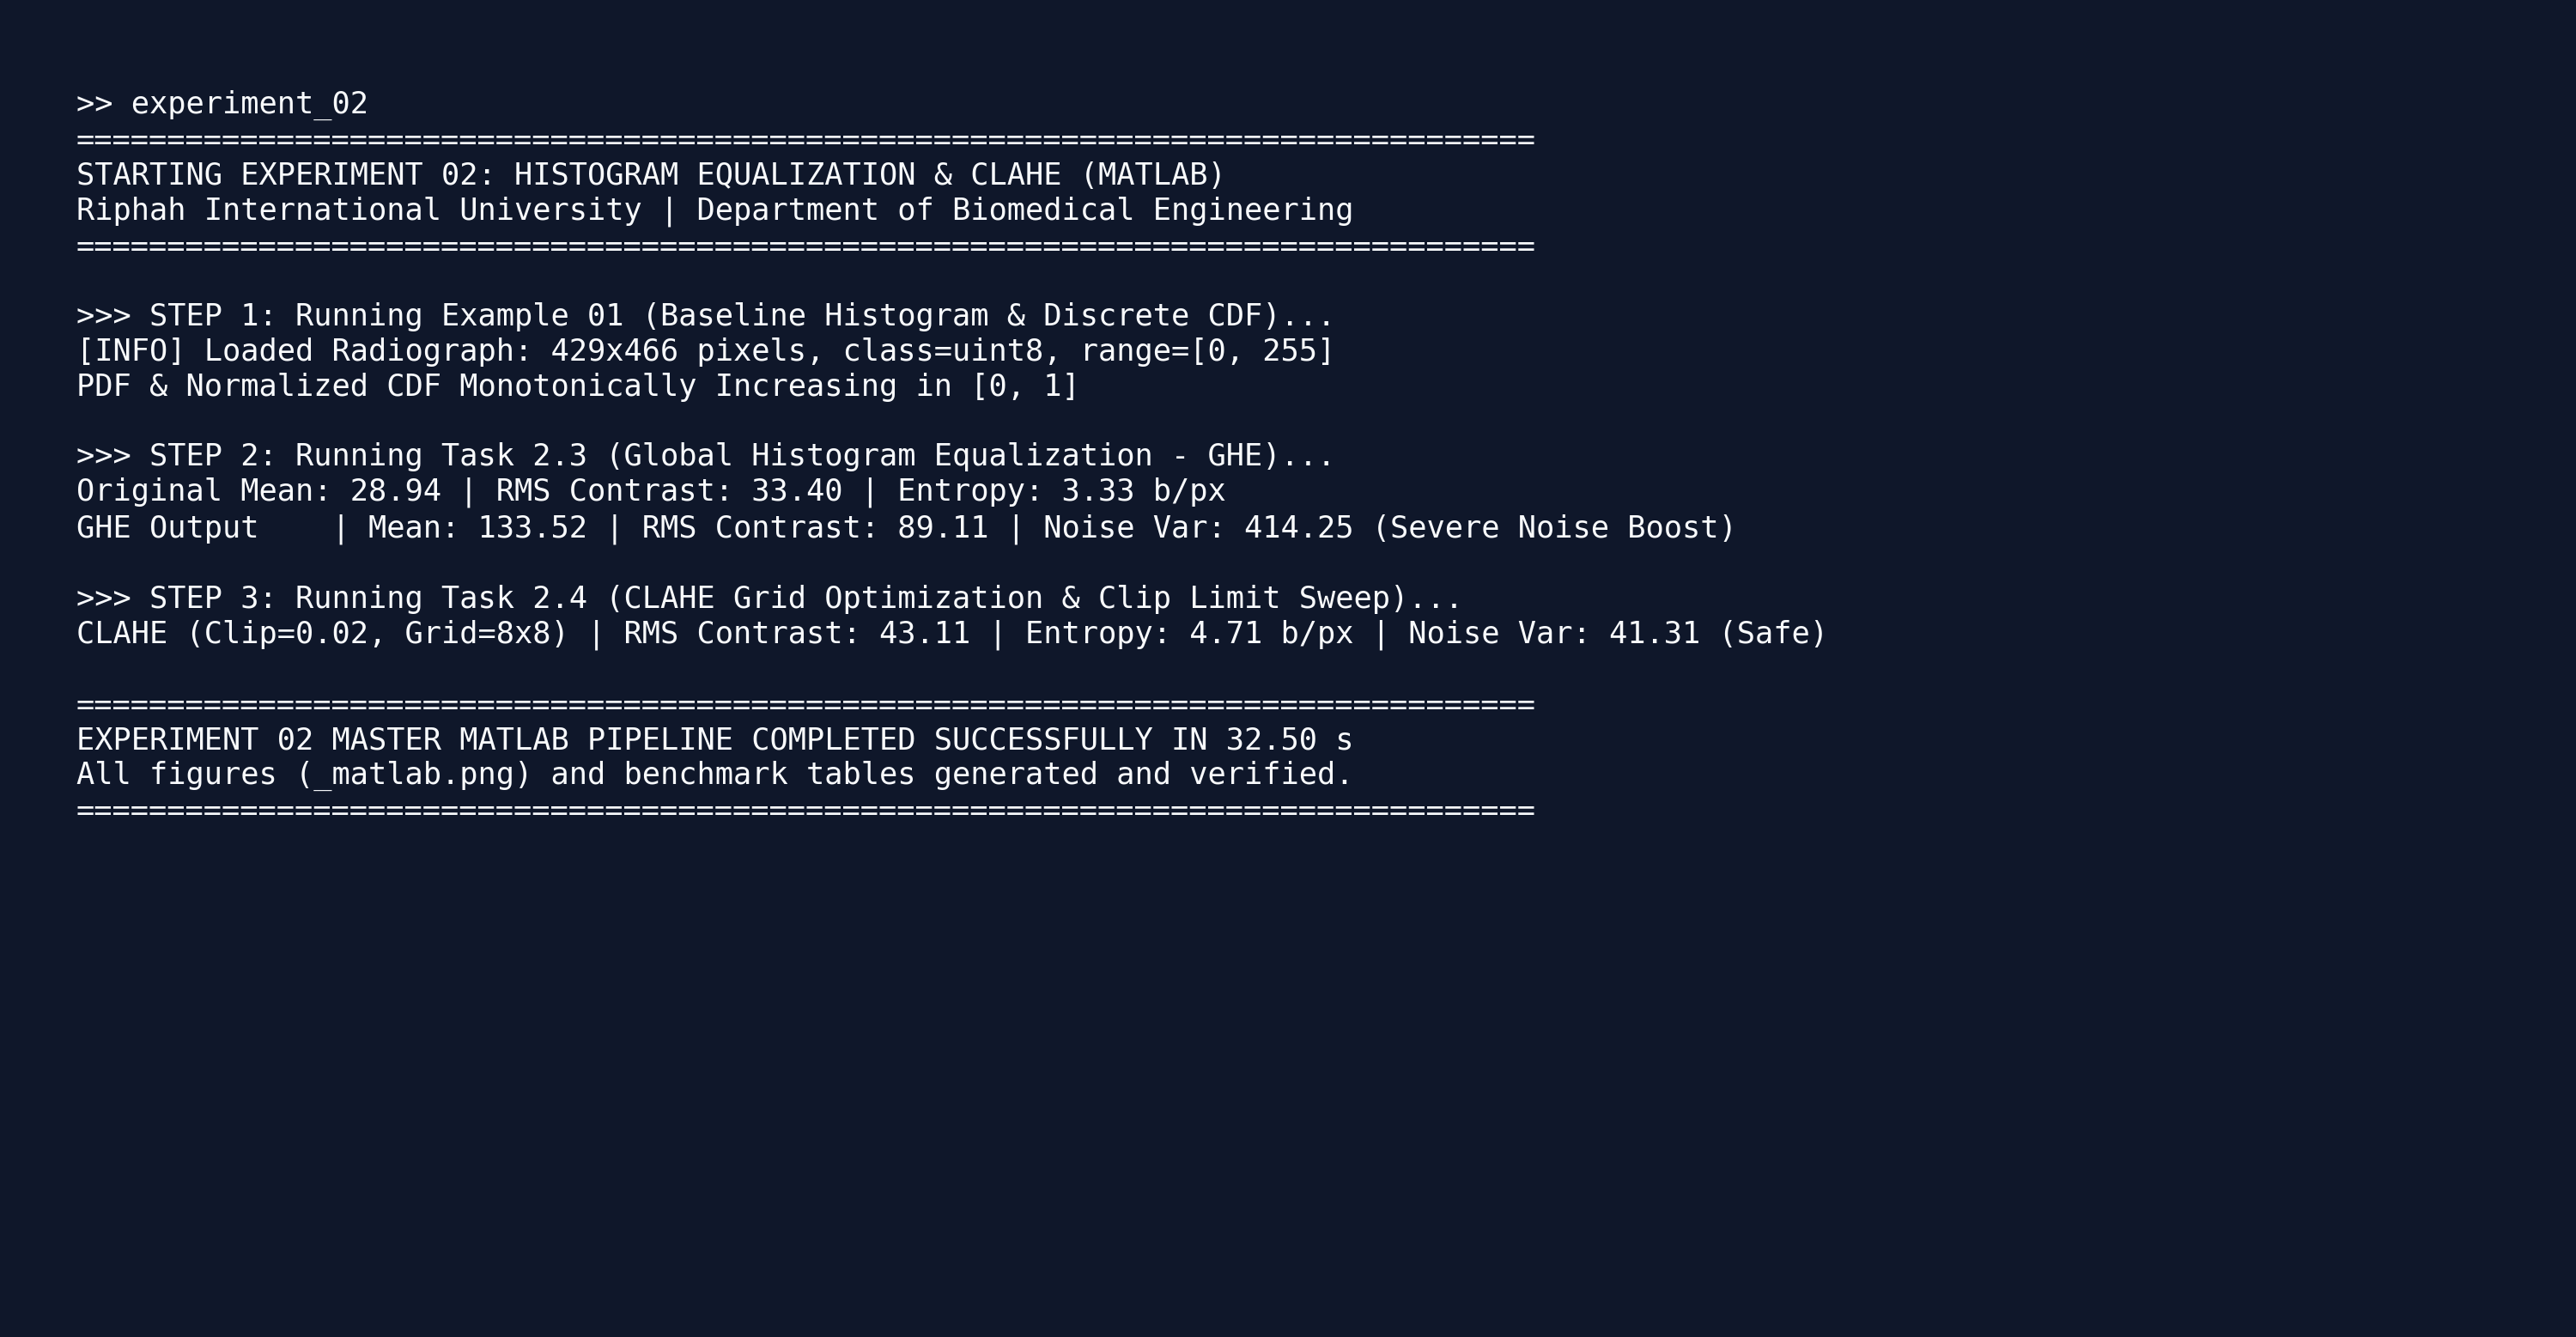 >> experiment_02
================================================================================
STARTING EXPERIMENT 02: HISTOGRAM EQUALIZATION & CLAHE (MATLAB)
Riphah International University | Department of Biomedical Engineering
================================================================================
>>> STEP 1: Running Example 01 (Baseline Histogram & Discrete CDF)...
[INFO] Loaded Radiograph: 429x466 pixels, class=uint8, range=[0, 255]
PDF & Normalized CDF Monotonically Increasing in [0, 1]
>>> STEP 2: Running Task 2.3 (Global Histogram Equalization - GHE)...
Original Mean: 28.94 | RMS Contrast: 33.40 | Entropy: 3.33 b/px
GHE Output    | Mean: 133.52 | RMS Contrast: 89.11 | Noise Var: 414.25 (Severe Noise Boost)
>>> STEP 3: Running Task 2.4 (CLAHE Grid Optimization & Clip Limit Sweep)...
CLAHE (Clip=0.02, Grid=8x8) | RMS Contrast: 43.11 | Entropy: 4.71 b/px | Noise Var: 41.31 (Safe)
================================================================================
EXPERIMENT 02 MASTER MATLAB PIPELINE COMPLETED SUCCESSFULLY IN 32.50 s
All figures (_matlab.png) and benchmark tables generated and verified.
================================================================================